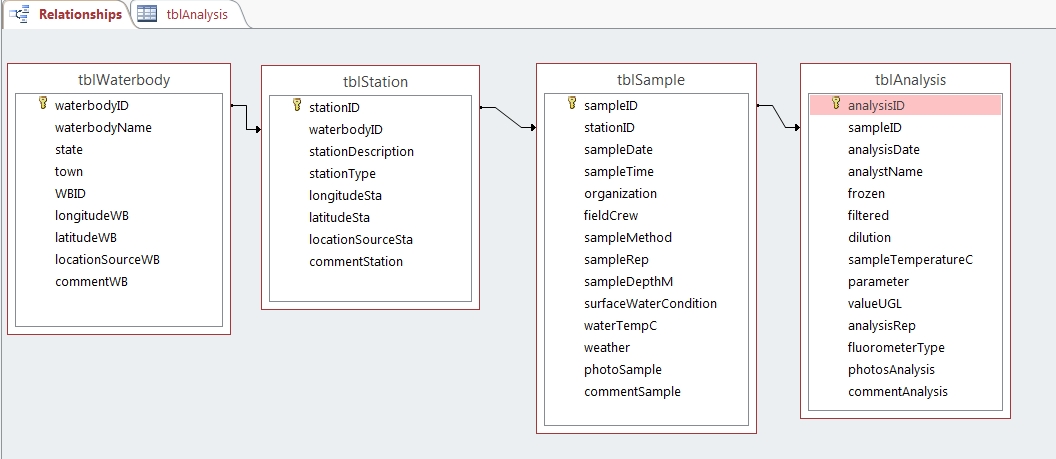 Relationships
tblAnalysis
tblWaterbody
waterbodyID
waterbodyName
state
town
WBID
longitudeWB
latitudeWB
locationSourceWB
commentWB
tblStation
stationID
waterbodyID
stationDescription
stationType
longitudeSta
latitudeSta
locationSourceSta
commentStation
tblSample
sampleID
stationID
sampleDate
sampleTime
organization
fieldCrew
sampleMethod
sampleRep
sampleDepthM
surfaceWaterCondition
waterTempC
weather
photoSample
commentSample
tblAnalysis
analysisID
sampleID
analysisDate
analystName
frozen
filtered
dilution
sampleTemperatureC
parameter
valueUGL
analysisRep
fluorometerType
photosAnalysis
commentAnalysis